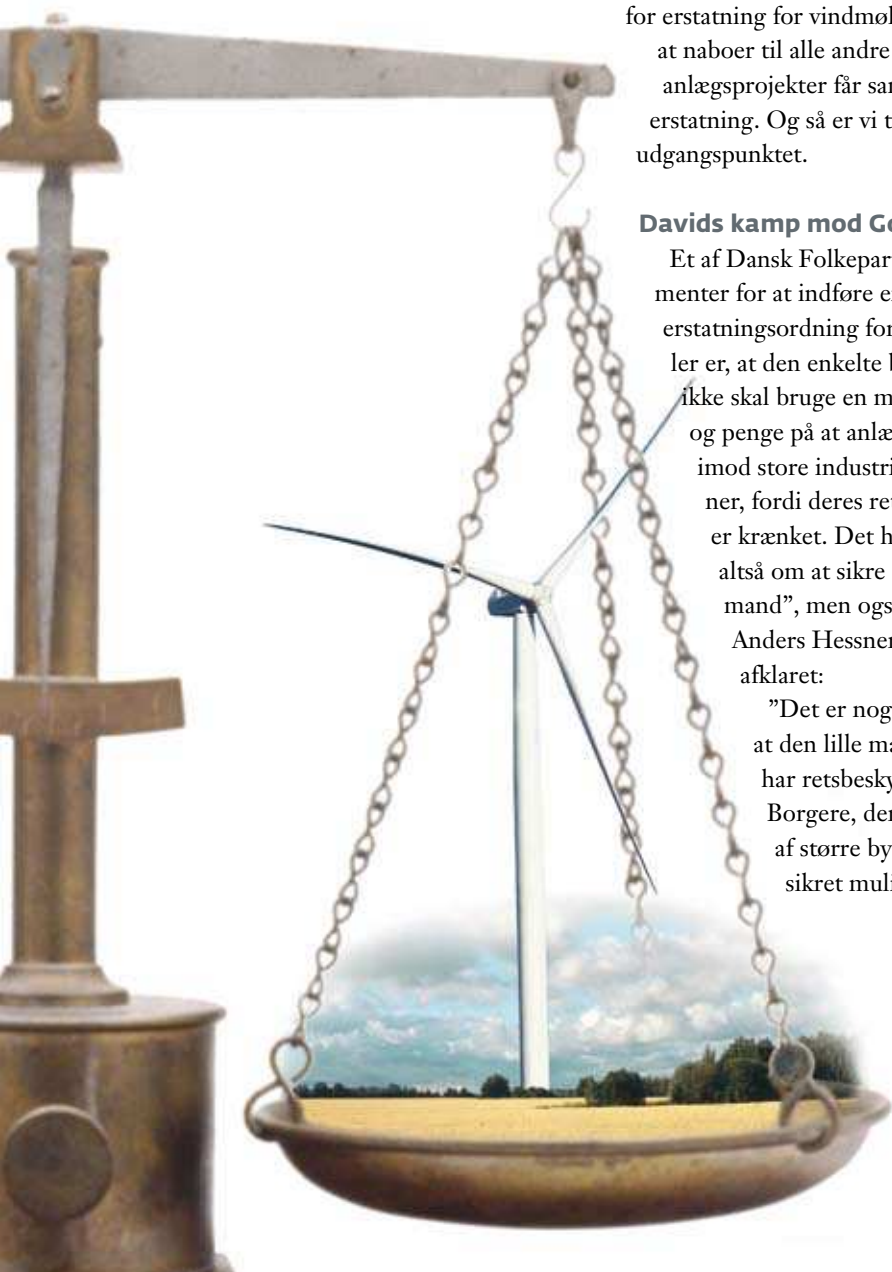 for erstatning for vindmøl
at naboer til alle andre
anlægsprojekter får sa
erstatning. Og så er vi t
udgangspunktet.
Davids kamp mod Go
Et af Dansk Folkepar
menter for at indføre e
erstatningsordning for
ler er, at den enkelte b
ikke skal bruge en m
og penge på at anlæ
imod store industri
ner, fordi deres re
er krænket. Det h
altså om at sikre
mand”, men også
Anders Hessner
afklaret:
”Det er nog
at den lille ma
har retsbesky
Borgere, der
af større by
sikret muli